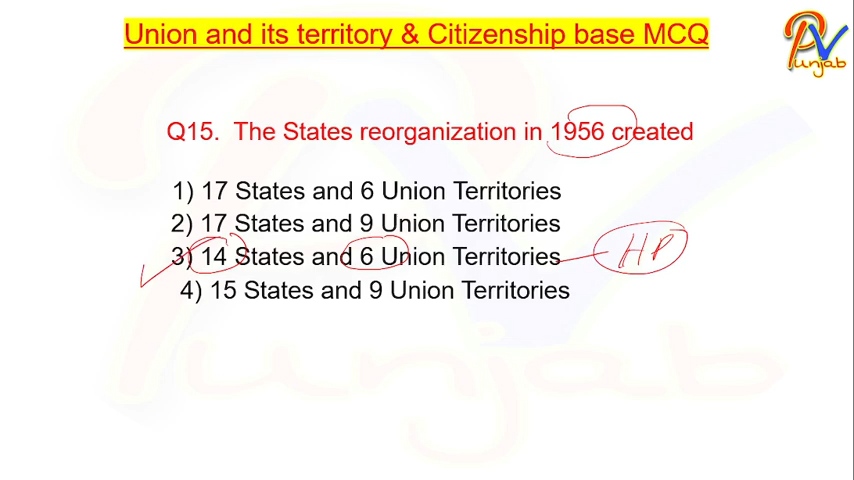 Union and its territory & Citizenship base MCQ
PV
Punjab
Q15. The States reorganization in 1956 created
1) 17 States and 6 Union Territories
2) 17 States and 9 Union Territories
3) 14 States and 6 Union Territories
HP
4) 15 States and 9 Union Territories
Punjab